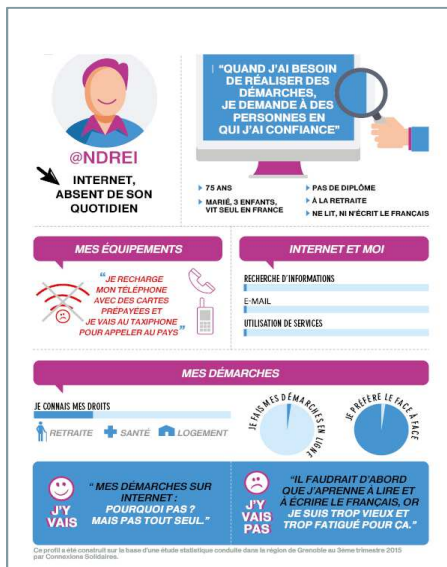 @NDREI
INTERNET,
ABSENT DE SON
QUOTIDIEN
"QUAND J'AI BESOIN
DE RÉALISER DES
DÉMARCHES,
JE DEMANDE À DES
PERSONNES EN
QUI J'AI CONFIANCE"
75 ANS
MARIÉ, 3 ENFANTS,
VIT SEUL EN FRANCE
PAS DE DIPLÔME
À LA RETRAITE
NE LIT, NI N'ÉCRIT LE FRANÇAIS
MES ÉQUIPEMENTS
"JE RECHARGE
MON TÉLÉPHONE
AVEC DES CARTES
PRÉPAYÉES ET
JE VAIS AU TAXIPHONE
POUR APPELER AU PAYS"
INTERNET ET MOI
RECHERCHE D'INFORMATIONS
E-MAIL
UTILISATION DE SERVICES
MES DÉMARCHES
JE CONNAIS MES DROITS
RETRAITE SANTÉ LOGEMENT
JE FAIS MES DÉMARCHES EN LIGNE
JE PRÉFÈRE LE FACE À FACE
J'Y
VAIS
"MES DÉMARCHES SUR
INTERNET :
POURQUOI PAS ?
MAIS PAS TOUT SEUL."
J'Y
VAIS
PAS
"IL FAUDRAIT D'ABORD
QUE J'APRENNE À LIRE ET
À ÉCRIRE LE FRANÇAIS, OR
JE SUIS TROP VIEUX ET
TROP FATIGUÉ POUR ÇA."
Ce profil a été construit sur la base d'une étude statistique conduite dans la région de Grenoble au 3ème trimestre 2015
par Connexions Solidaires.